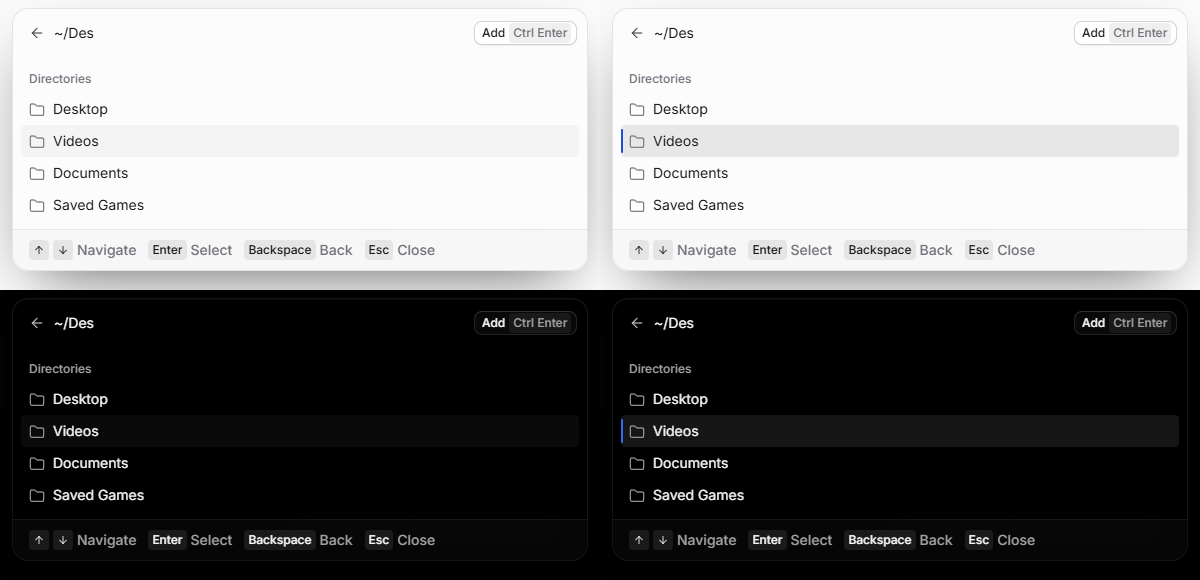 ~/Des Add Ctrl Enter
Directories
Desktop
Videos
Documents
Saved Games
↑ ↓ Navigate Enter Select Backspace Back Esc Close
~/Des Add Ctrl Enter
Directories
Desktop
Videos
Documents
Saved Games
↑ ↓ Navigate Enter Select Backspace Back Esc Close
~/Des Add Ctrl Enter
Directories
Desktop
Videos
Documents
Saved Games
↑ ↓ Navigate Enter Select Backspace Back Esc Close
~/Des Add Ctrl Enter
Directories
Desktop
Videos
Documents
Saved Games
↑ ↓ Navigate Enter Select Backspace Back Esc Close